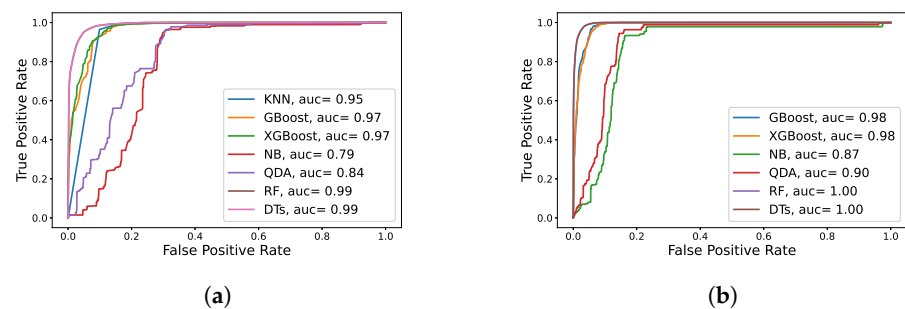 True Positive Rate
1.0
0.8
0.6
0.4
0.2
0.0
KNN, auc= 0.95
GBoost, auc= 0.97
XGBoost, auc= 0.97
NB, auc= 0.79
QDA, auc= 0.84
RF, auc= 0.99
DTs, auc= 0.99
0.0 0.2 0.4 0.6 0.8 1.0
False Positive Rate
(a)
True Positive Rate
1.0
0.8
0.6
0.4
0.2
0.0
GBoost, auc= 0.98
XGBoost, auc= 0.98
NB, auc= 0.87
QDA, auc= 0.90
RF, auc= 1.00
DTs, auc= 1.00
0.0 0.2 0.4 0.6 0.8 1.0
False Positive Rate
(b)